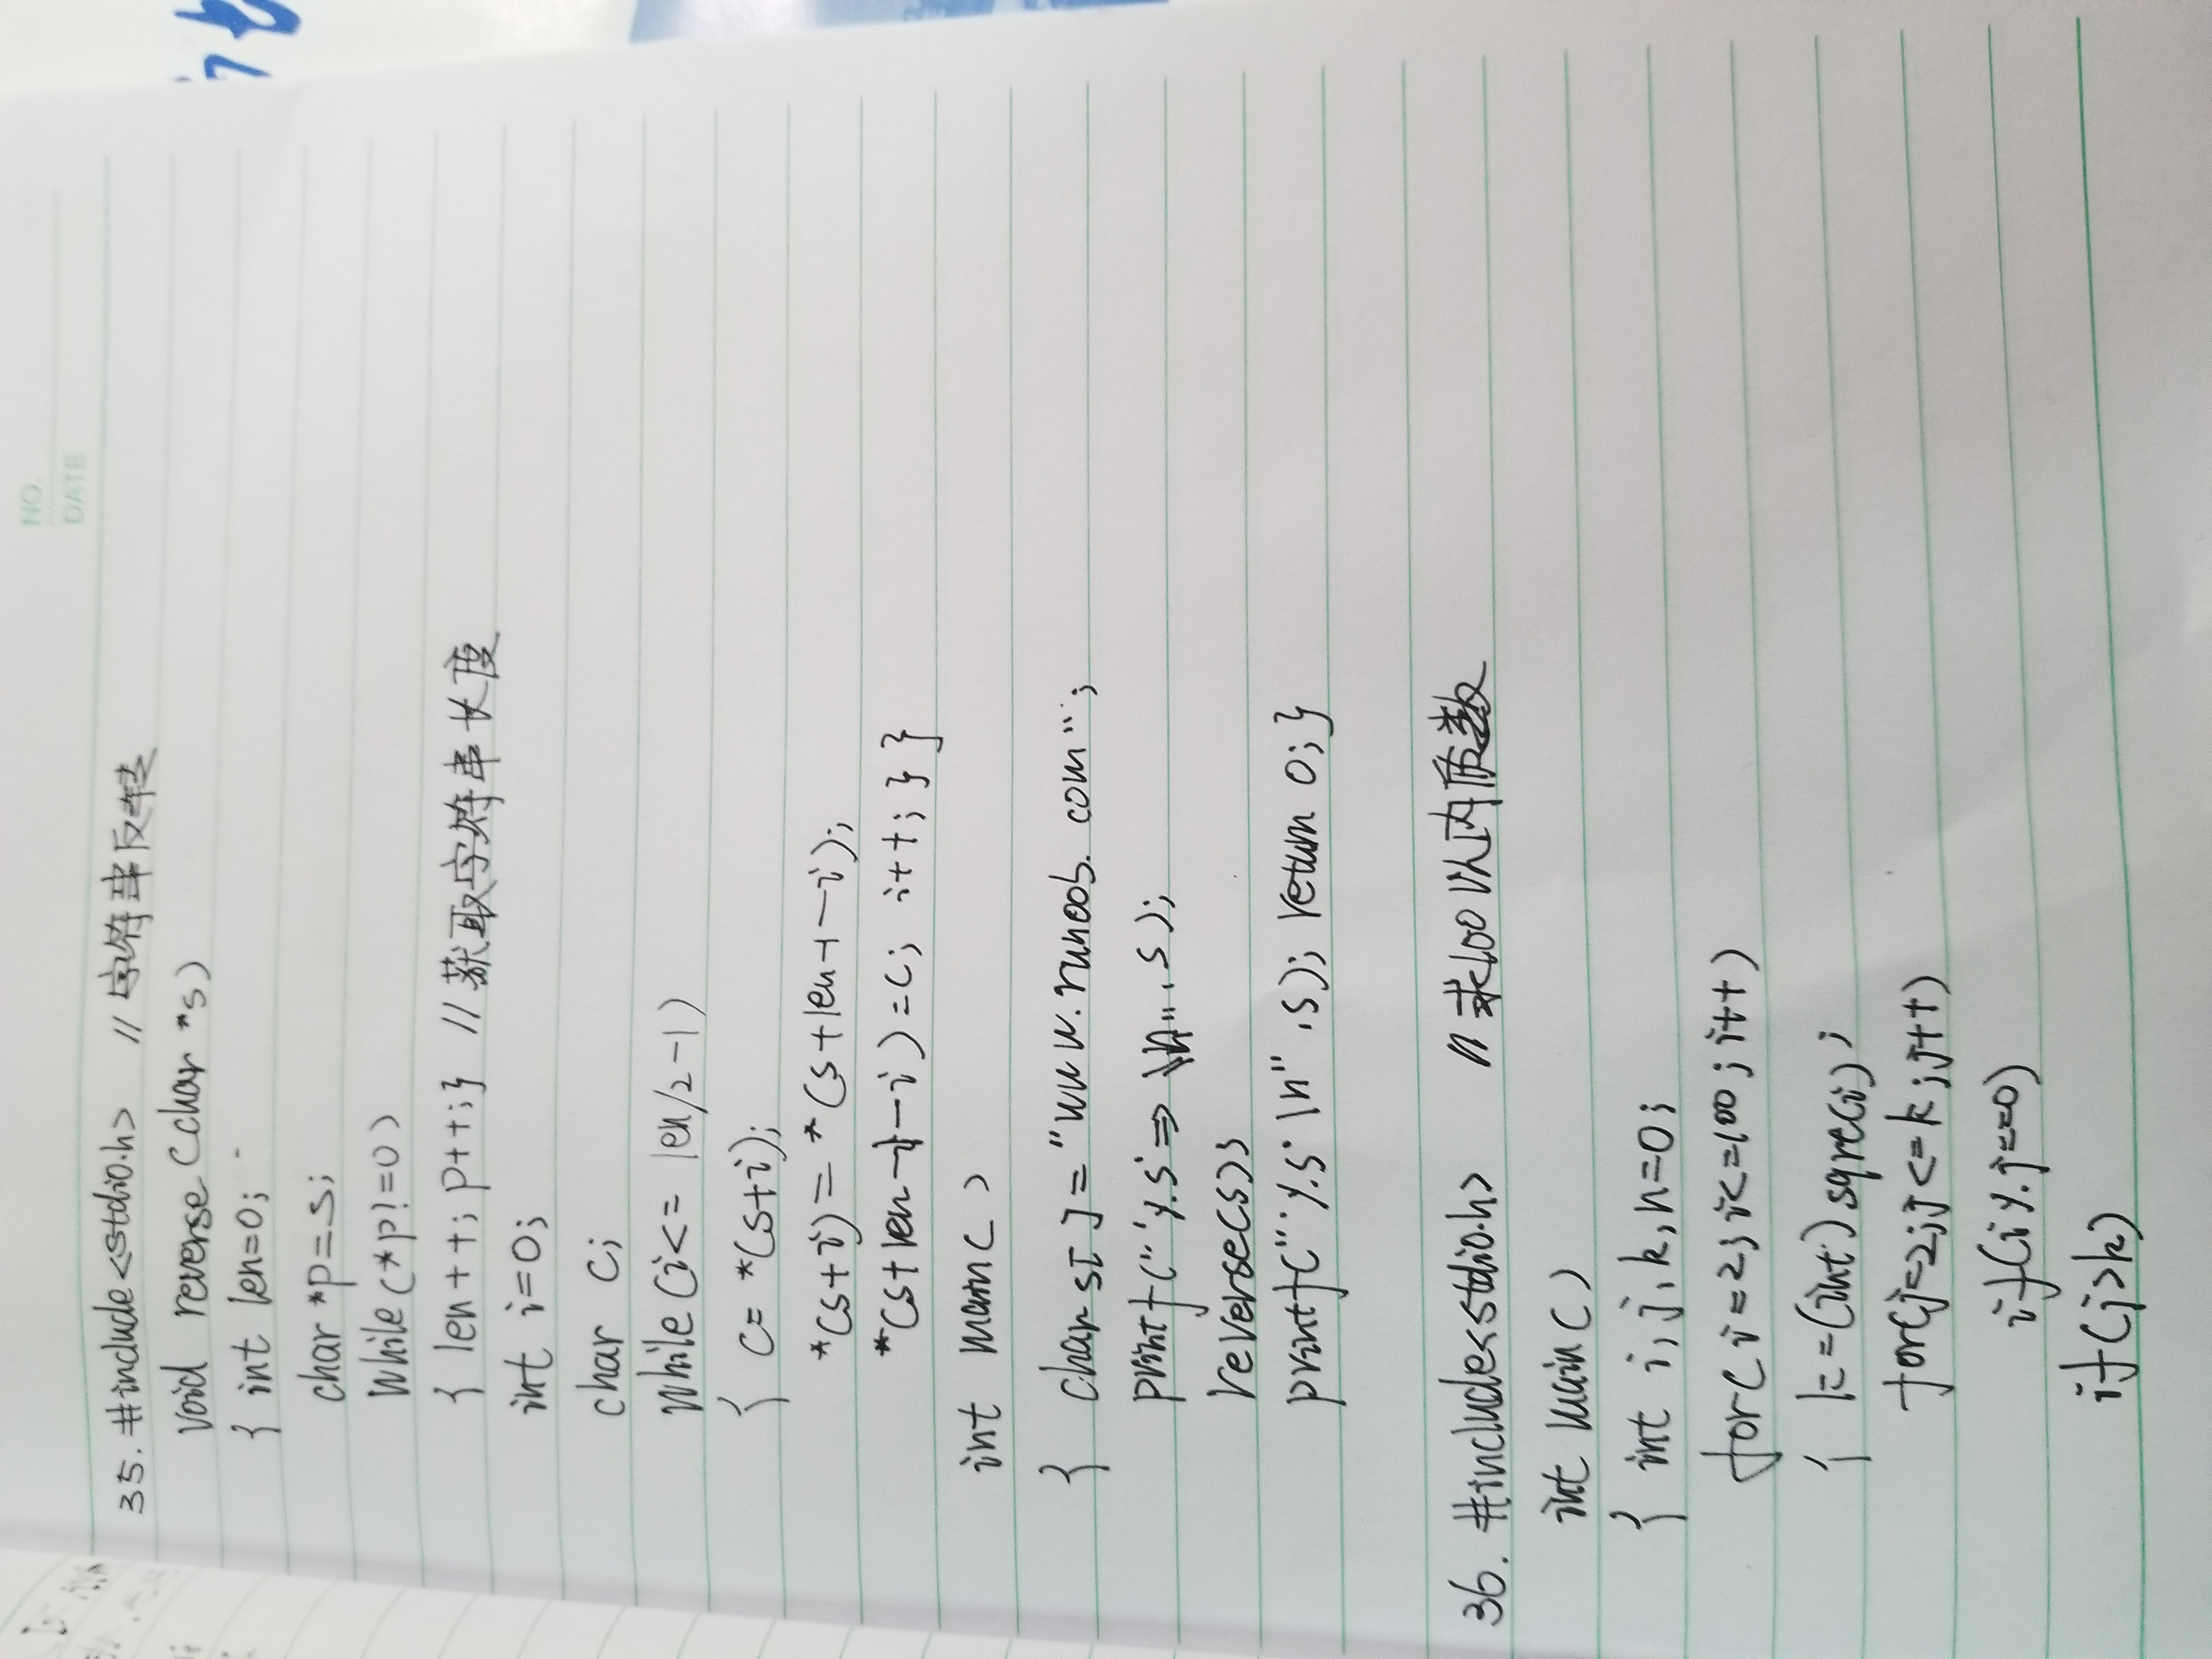 NO.
DATE
35. #include<stdio.h> //字符串反转
void reverse (char *s)
{ int len=0;
char *p=s;
while(*p!=0)
{ len++; p++;} //获取字符串长度
int i=0;
char c;
while(i<= len/2-1)
{ c= *(s+i);
*(s+i)= *(s+len-1-i);
*(s+len-1-i)=c; i++; } }
int main( )
{ char s[ ]="www.runoob.com";
printf("'%s'=> \n",s);
reverse(s);
printf("'%s'\n",s); return 0; }
36. #include<stdio.h> //求100以内质数
int main( )
{ int i, j, k, n=0;
for(i=2; i<=100; i++)
{ k=(int)sqre(i);
for(j=2;j<=k;j++)
if(i%j==0)
if(j>k)